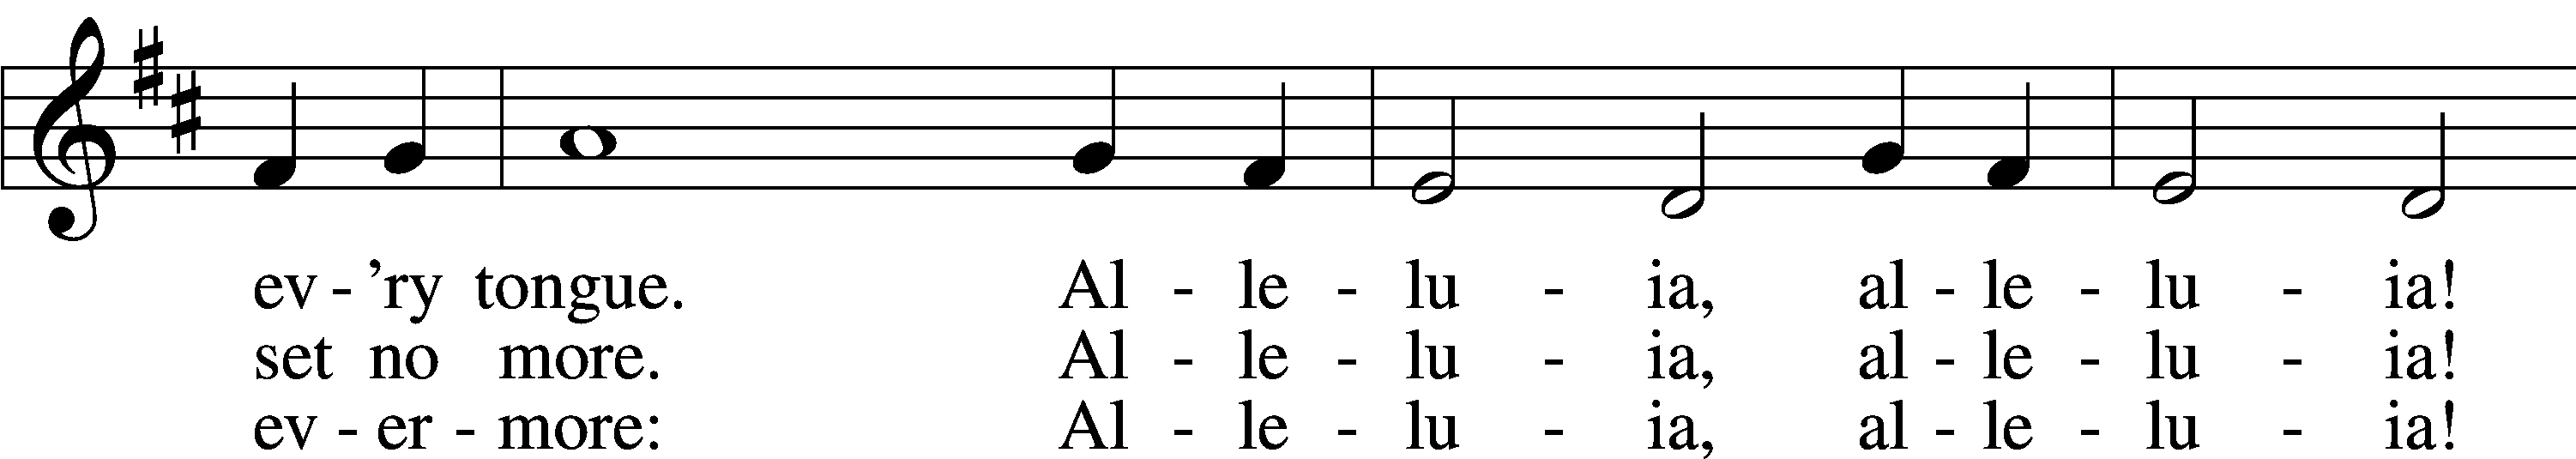 ev - ’ry tongue. Al - le - lu - ia, al - le - lu - ia!
set no more. Al - le - lu - ia, al - le - lu - ia!
ev - er - more: Al - le - lu - ia, al - le - lu - ia!